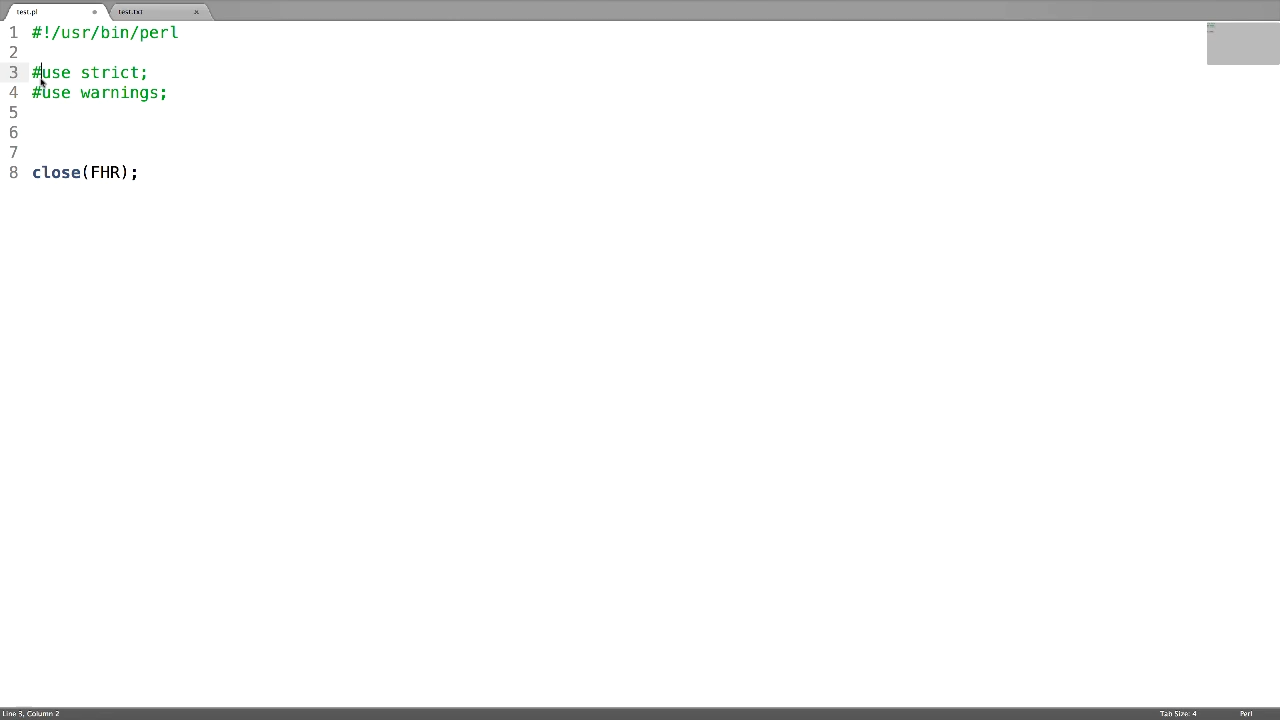 test.pl
test.txt
1 #!/usr/bin/perl
2
3 #use strict;
4 #use warnings;
5
6
7
8 close(FHR);
Line 3, Column 2
Tab Size: 4
Perl